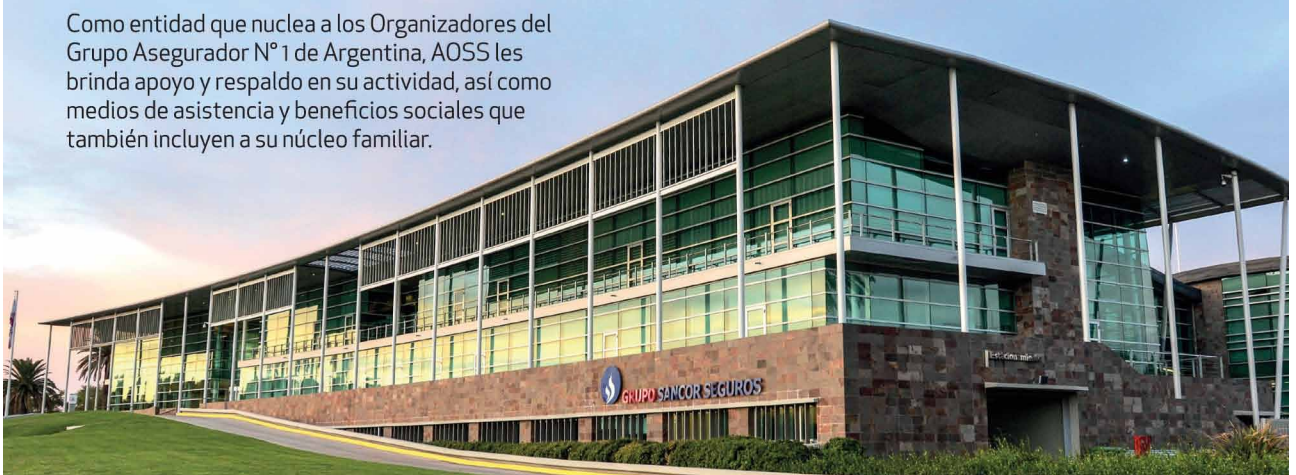 Como entidad que nuclea a los Organizadores del
Grupo Asegurador N° 1 de Argentina, AOSS les
brinda apoyo y respaldo en su actividad, así como
medios de asistencia y beneficios sociales que
también incluyen a su núcleo familiar.
GRUPO SANCOR SEGUROS